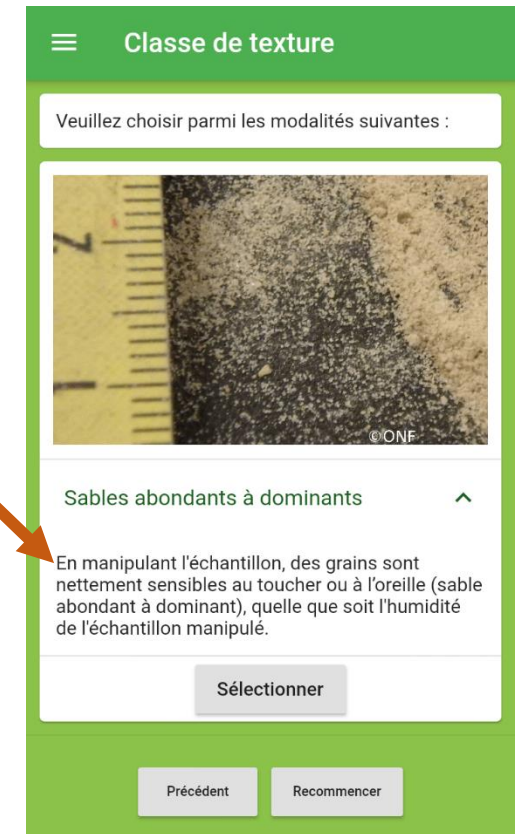 Classe de texture
Veuillez choisir parmi les modalités suivantes :
2
1
©ONF
Sables abondants à dominants
En manipulant l'échantillon, des grains sont
nettement sensibles au toucher ou à l’oreille (sable
abondant à dominant), quelle que soit l'humidité
de l'échantillon manipulé.
Sélectionner
Précédent Recommencer